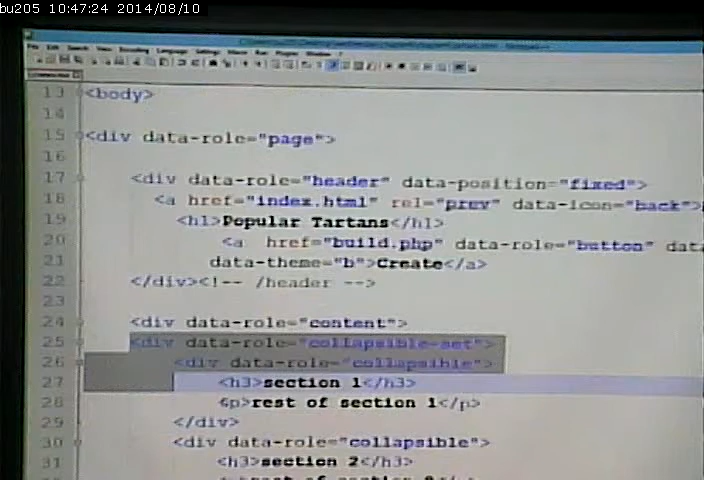 bu205 10:47:24 2014/08/10
13 <body>
14
15 <div data-role="page">
16
17 <div data-role="header" data-position="fixed">
18 <a href="index.html" rel="prev" data-icon="back">
19 <h1>Popular Tartans</h1>
20 <a href="build.php" data-role="button" data
21 data-theme="b">Create</a>
22 </div><!-- /header -->
23
24 <div data-role="content">
25 <div data-role="collapsible-set">
26 <div data-role="collapsible">
27 <h3>section 1</h3>
28 <p>rest of section 1</p>
29 </div>
30 <div data-role="collapsible">
31 <h3>section 2</h3>